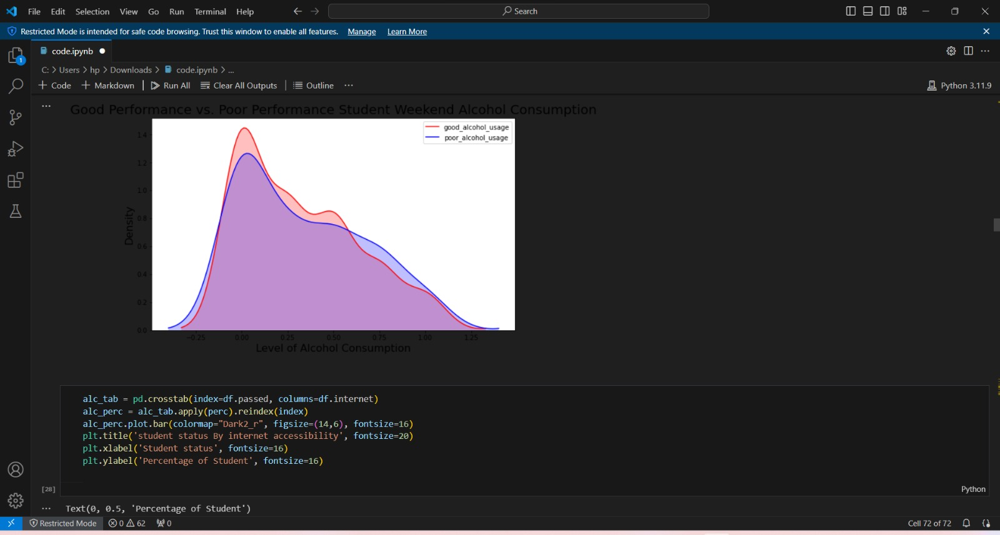 File Edit Selection View Go Run Terminal Help
Search
Restricted Mode is intended for safe code browsing. Trust this window to enable all features. Manage Learn More
1
code.ipynb
C: > Users > hp > Downloads > code.ipynb > ...
+ Code + Markdown Run All Clear All Outputs Outline ...
Python 3.11.9
Good Performance vs. Poor Performance Student Weekend Alcohol Consumption
good_alcohol_usage
poor_alcohol_usage
1.4
1.2
1.0
0.8
0.6
0.4
0.2
0.0
Density
−0.25 0.00 0.25 0.50 0.75 1.00 1.25
Level of Alcohol Consumption
alc_tab = pd.crosstab(index=df.passed, columns=df.internet)
alc_perc = alc_tab.apply(perc).reindex(index)
alc_perc.plot.bar(colormap="Dark2_r", figsize=(14,6), fontsize=16)
plt.title('student status By internet accessibility', fontsize=20)
plt.xlabel('Student status', fontsize=16)
plt.ylabel('Percentage of Student', fontsize=16)
[28]
Python
... Text(0, 0.5, 'Percentage of Student')
Restricted Mode 0 62 0
Cell 72 of 72